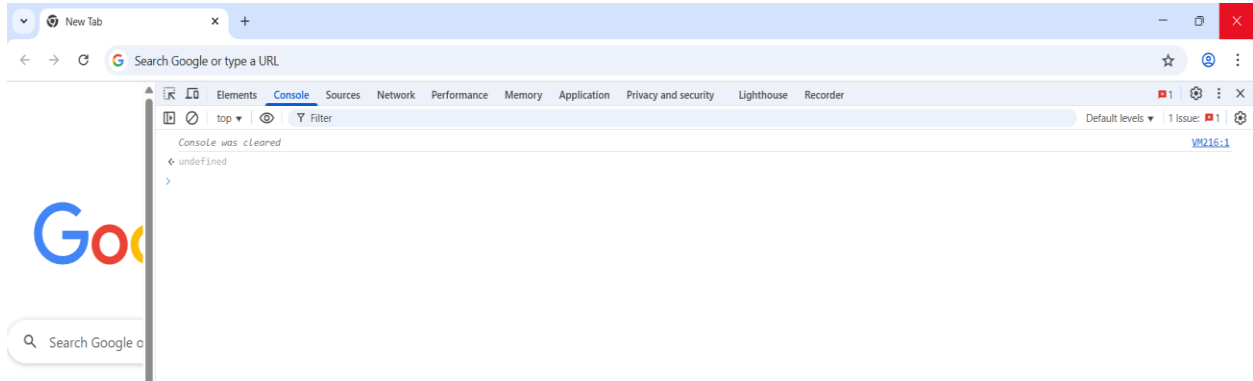 New Tab
Search Google or type a URL
Elements Console Sources Network Performance Memory Application Privacy and security Lighthouse Recorder 1
top Filter Default levels 1 Issue: 1
Console was cleared VM216:1
undefined
Goo
Search Google o